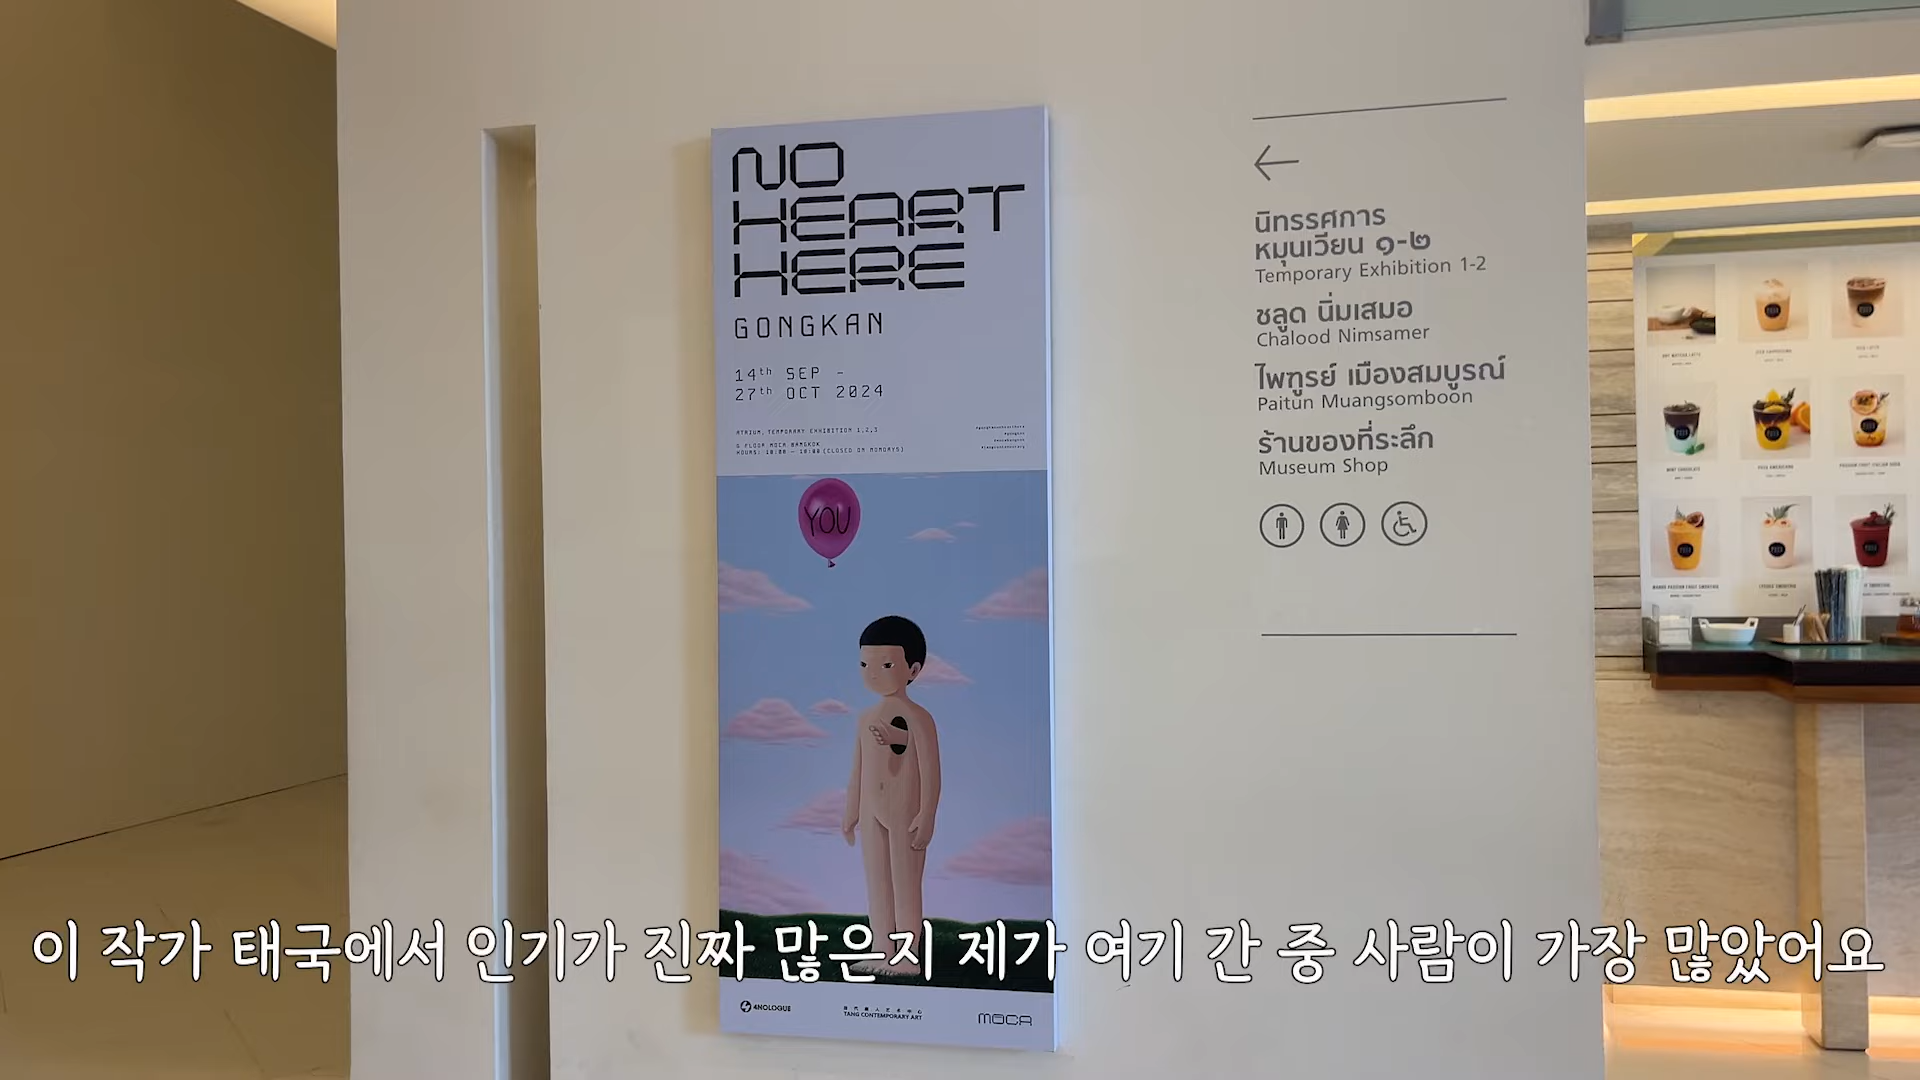 NO
HEART
HERE
GONGKAN
14th SEP -
27th OCT 2024
ATRIUM, TEMPORARY EXHIBITION 1,2,3
G FLOOR MOCA BANGKOK
HOURS: 10:00 - 18:00 (CLOSED ON MONDAYS)
YOU
4NOLOGUE
TANG CONTEMPORARY ART
MOCA
นิทรรศการ
หมุนเวียน ๑-๒
Temporary Exhibition 1-2
ชลูด นิ่มเสมอ
Chalood Nimsamer
ไพฑูรย์ เมืองสมบูรณ์
Paitun Muangsomboon
ร้านของที่ระลึก
Museum Shop
이 작가 태국에서 인기가 진짜 많은지 제가 여기 간 중 사람이 가장 많았어요